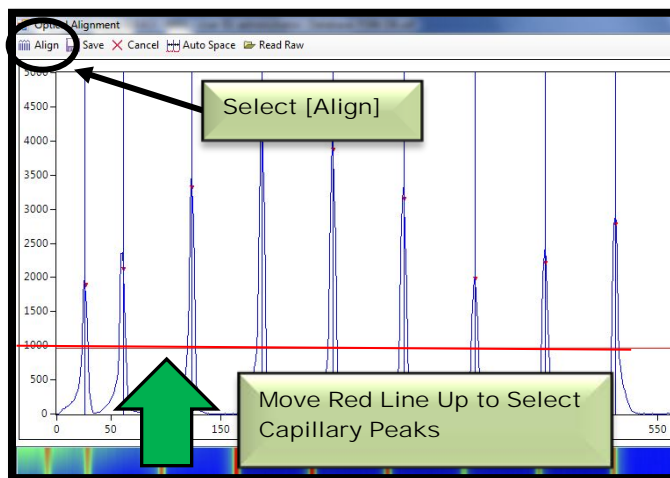 Optical Alignment
Align Save Cancel Auto Space Read Raw
5000
Select [Align]
4500
4000
3500
3000
2500
2000
1500
1000
Move Red Line Up to Select
Capillary Peaks
500
0
0 50 150 550